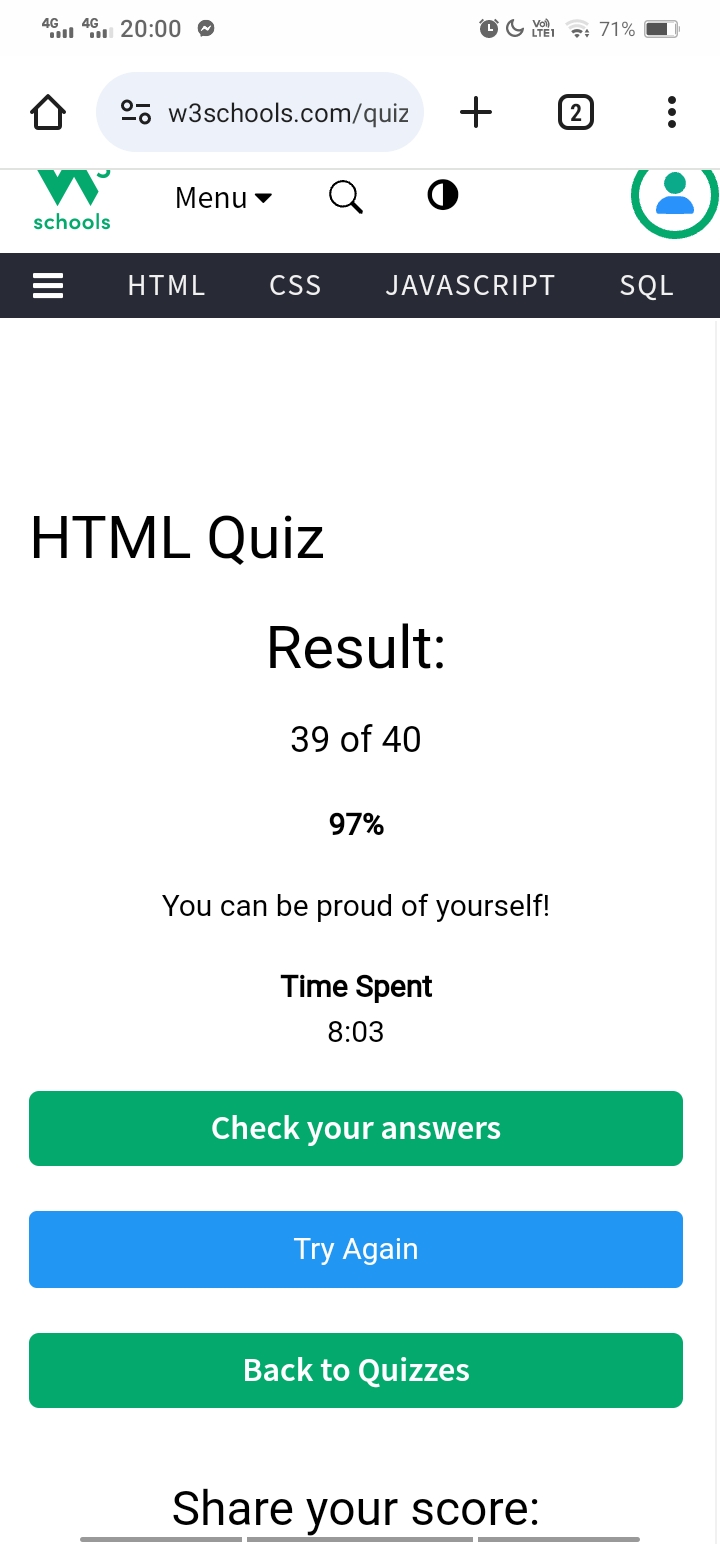 4G 4G 20:00 Vo) LTE1 71%
w3schools.com/quiz 2
schools Menu
HTML CSS JAVASCRIPT SQL
HTML Quiz
Result:
39 of 40
97%
You can be proud of yourself!
Time Spent
8:03
Check your answers
Try Again
Back to Quizzes
Share your score: